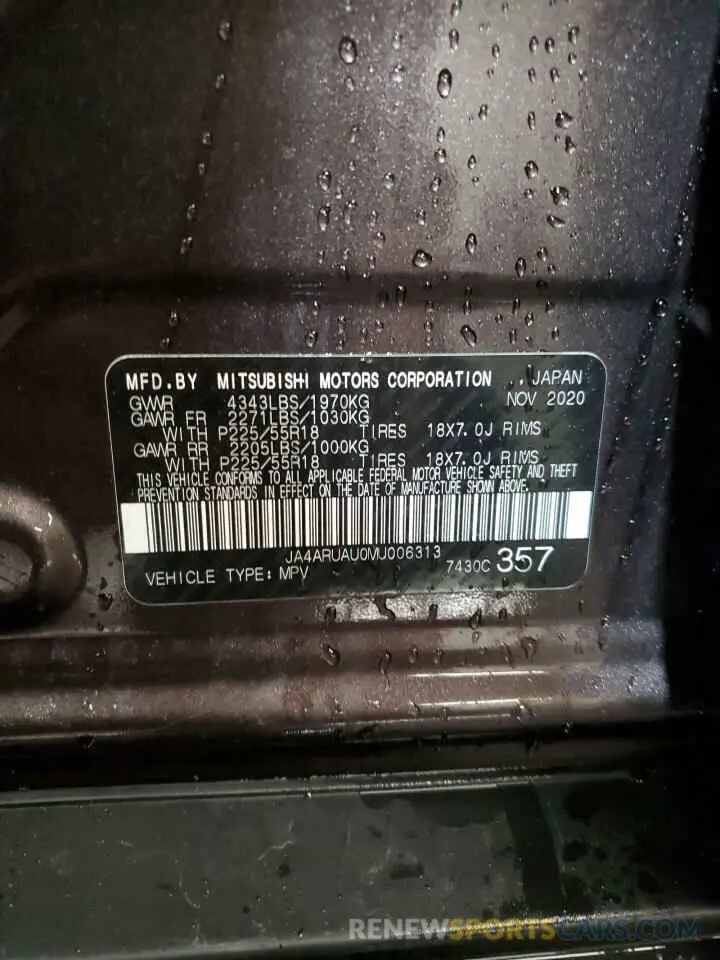 MFD.BY MITSUBISHI MOTORS CORPORATION , JAPAN
GVWR 4343LBS/1970KG NOV 2020
GAWR FR 2271LBS/1030KG
WITH P225/55R18 TIRES 18X7.0J RIMS
GAWR RR 2205LBS/1000KG
WITH P225/55R18 TIRES 18X7.0J RIMS
THIS VEHICLE CONFORMS TO ALL APPLICABLE FEDERAL MOTOR VEHICLE SAFETY AND THEFT
PREVENTION STANDARDS IN EFFECT ON THE DATE OF MANUFACTURE SHOWN ABOVE.
JA4ARUAU0MU006313
VEHICLE TYPE: MPV 7430C 357
RENEWSPORTSCARS.COM